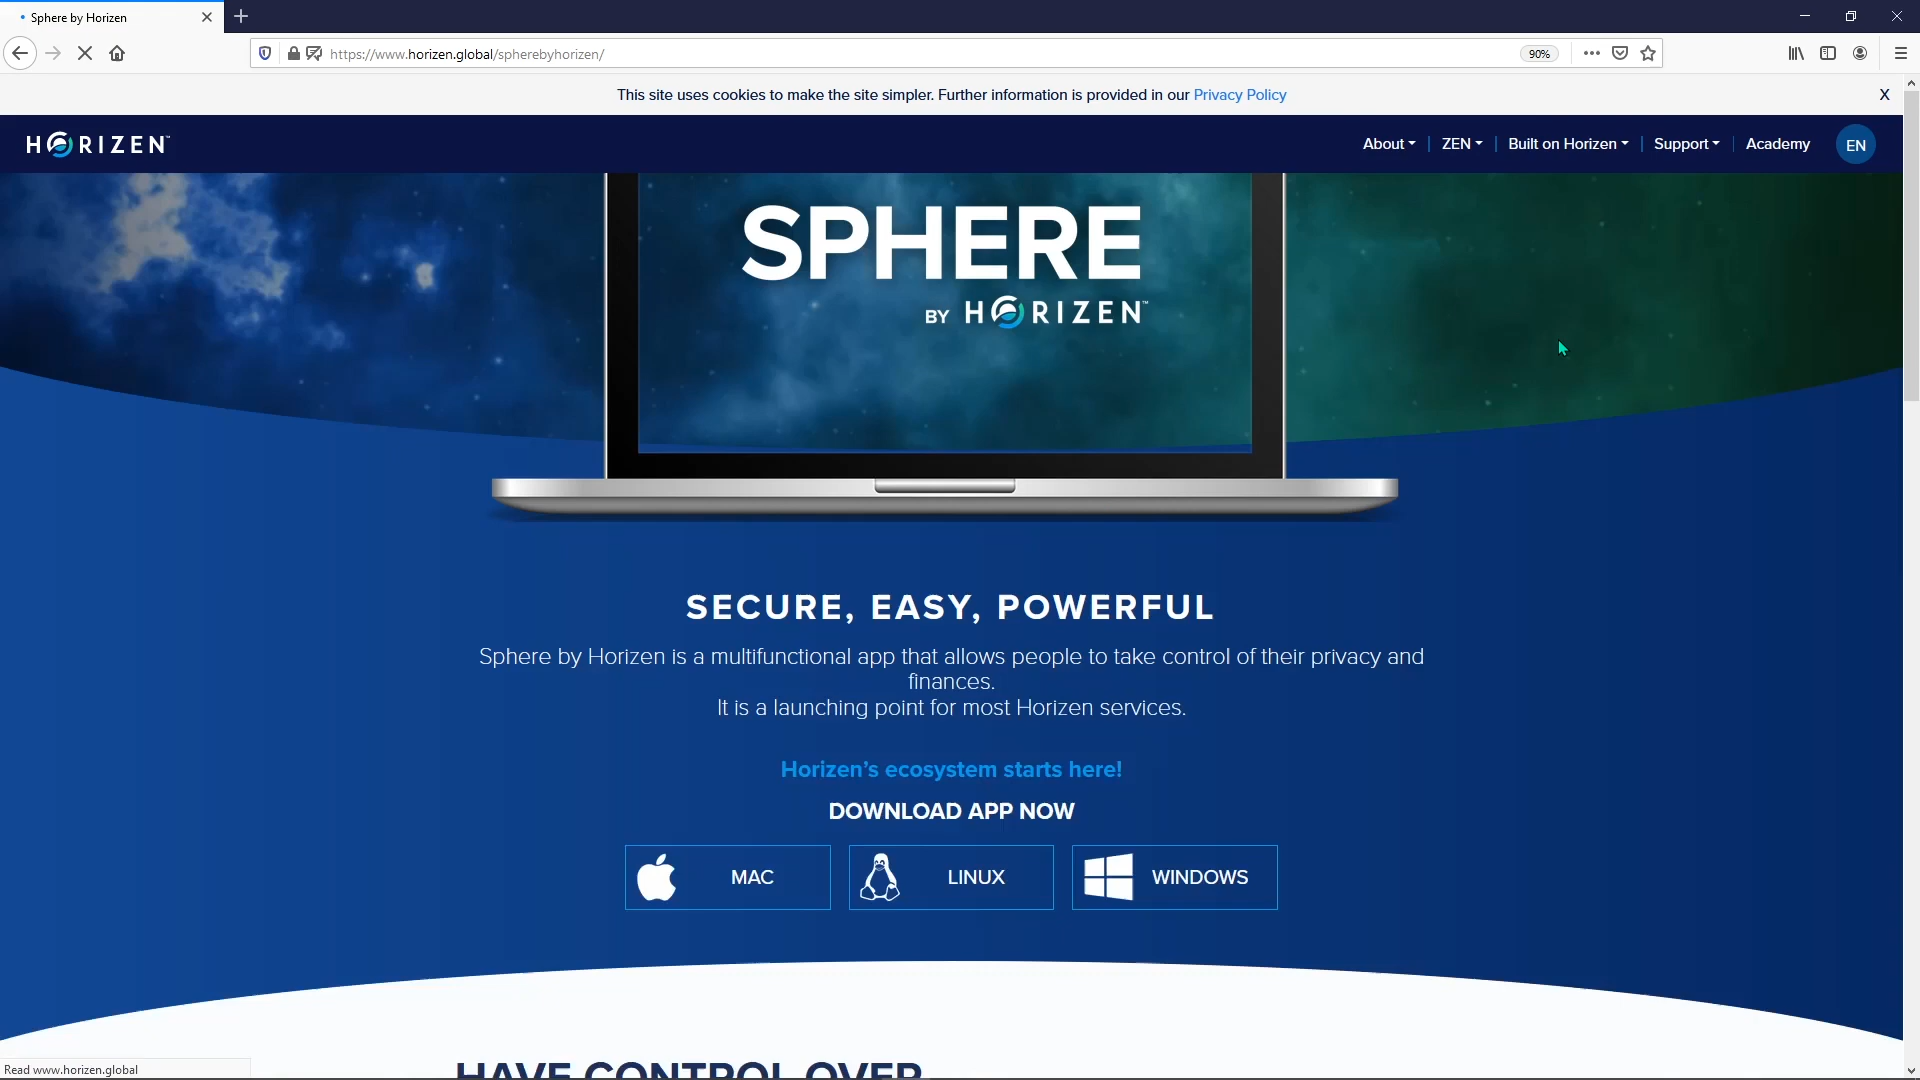 Sphere by Horizen
https://www.horizen.global/spherebyhorizen/
90%
This site uses cookies to make the site simpler. Further information is provided in our Privacy Policy
X
HORIZEN™
About
ZEN
Built on Horizen
Support
Academy
EN
SPHERE
BY HORIZEN™
SECURE, EASY, POWERFUL
Sphere by Horizen is a multifunctional app that allows people to take control of their privacy and
finances.
It is a launching point for most Horizen services.
Horizen's ecosystem starts here!
DOWNLOAD APP NOW
MAC
LINUX
WINDOWS
HAVE CONTROL OVER
Read www.horizen.global